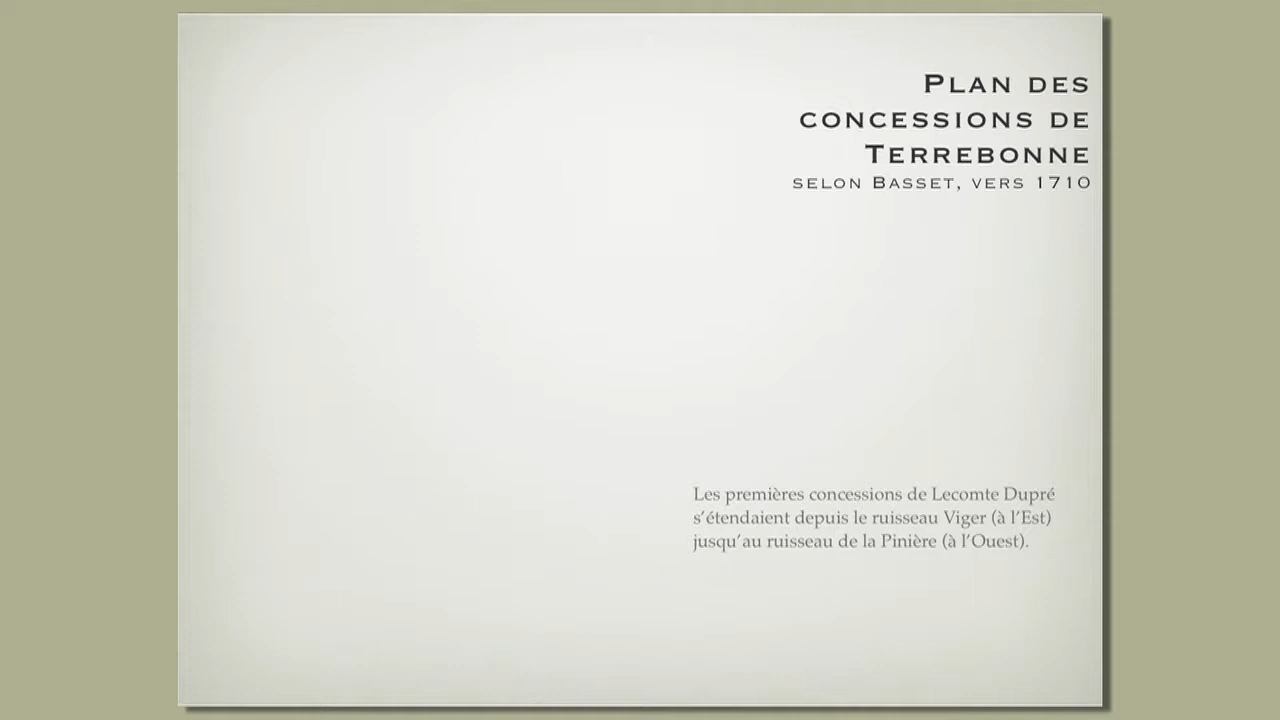 Plan des
concessions de
Terrebonne
selon Basset, vers 1710
Les premières concessions de Lecomte Dupré
s’étendaient depuis le ruisseau Viger (à l’Est)
jusqu’au ruisseau de la Pinière (à l’Ouest).